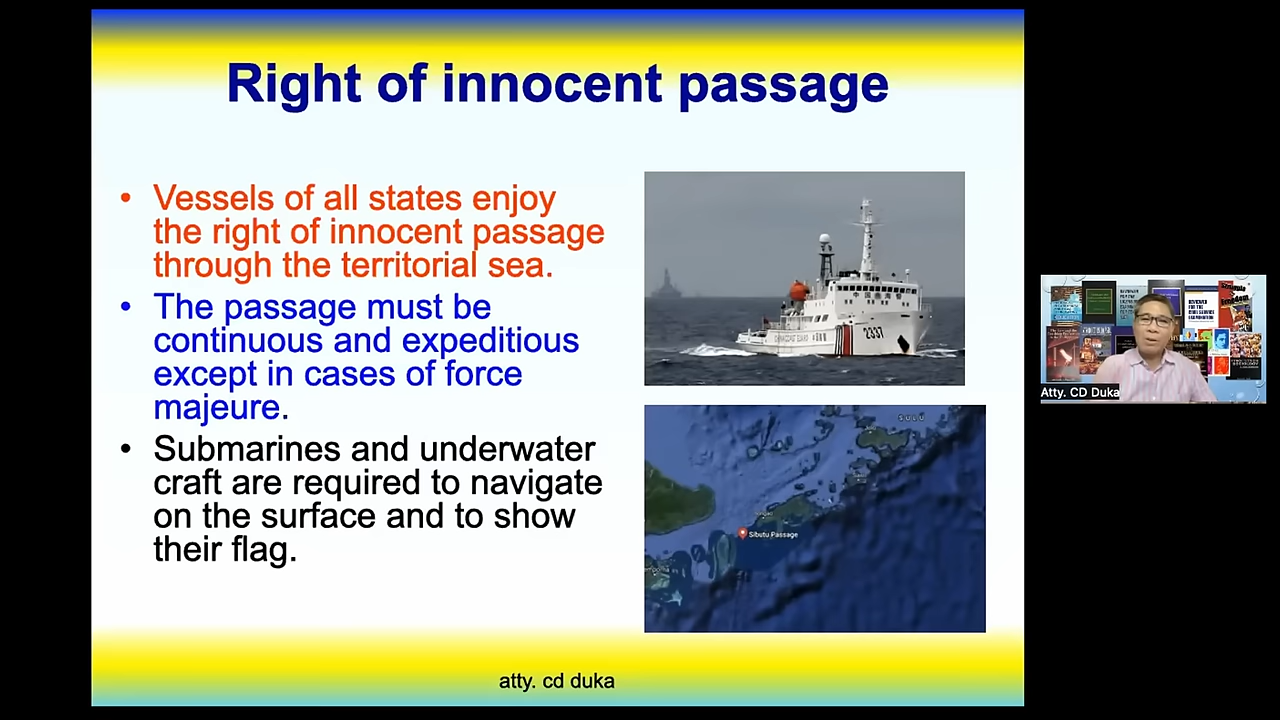 Right of innocent passage
• Vessels of all states enjoy
the right of innocent passage
through the territorial sea.
• The passage must be
continuous and expeditious
except in cases of force
majeure.
• Submarines and underwater
craft are required to navigate
on the surface and to show
their flag.
2337
SULU
Sibutu Passage
Atty. CD Duka
atty. cd duka